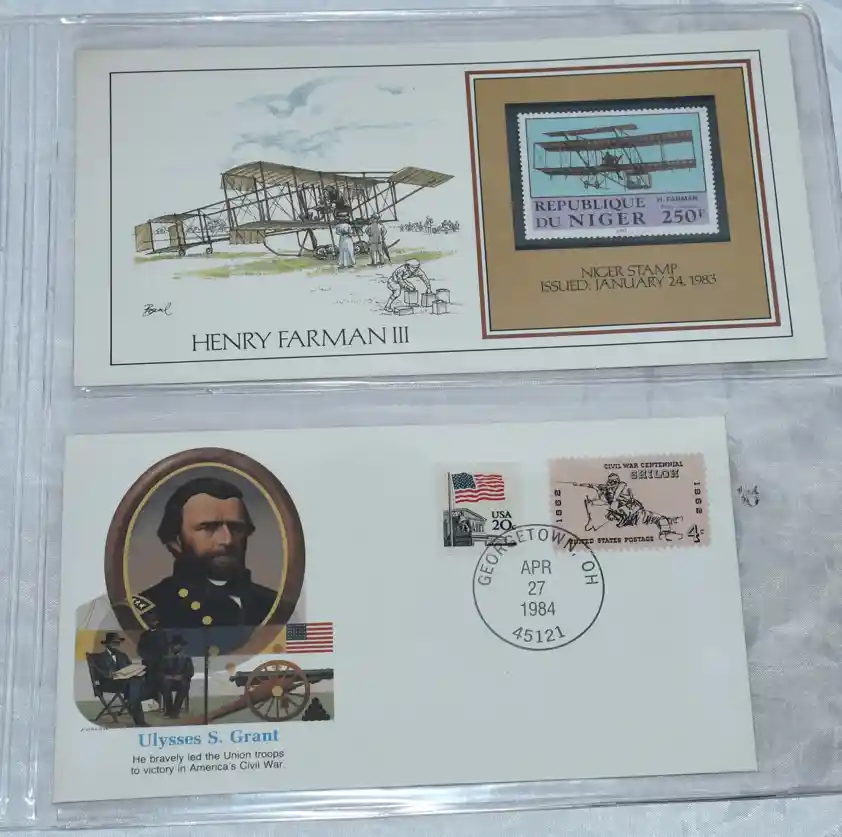 REPUBLIQUE
DU NIGER
H. FARMAN
250F
NIGER STAMP
ISSUED: JANUARY 24, 1983
HENRY FARMAN III
USA
20c
CIVIL WAR CENTENNIAL
SHILOH
1862
1962
UNITED STATES POSTAGE
4c
GEORGETOWN, OH
APR
27
1984
45121
Ulysses S. Grant
He bravely led the Union troops
to victory in America's Civil War.